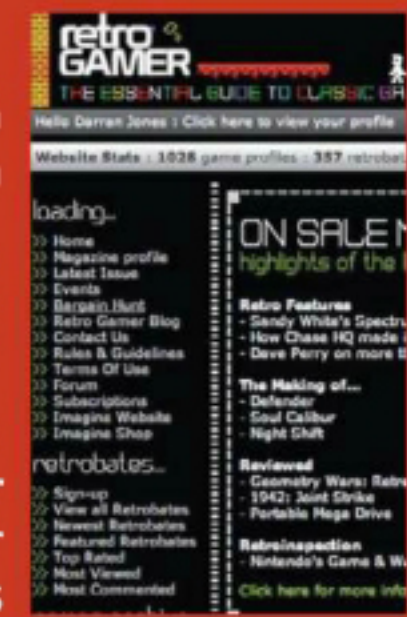 retro
GAMER
THE ESSENTIAL GUIDE TO CLASSIC
Hello Darran Jones : Click here to view your profile
Website Stats : 1028 game profiles : 357
loading...
>> Home
>> Magazine profile
>> Latest Issue
>> Events
>> Bargain Hunt
>> Retro Gamer Blog
>> Contact Us
>> Rules & Guidelines
>> Terms Of Use
>> Forum
>> Subscriptions
>> Imagine Website
>> Imagine Shop
retrobates...
>> Sign-up
>> View all Retrobates
>> Newest Retrobates
>> Featured Retrobates
>> Top Rated
>> Most Viewed
>> Most Commented
ON SALE
highlights of the
Retro Features
- Sandy White's
- How Chase HQ made
- Dave Perry on more
The Making of...
- Defender
- Soul Calibur
- Night Shift
Reviewed
- Geometry Wars:
- 1942: Joint Strike
- Portable Mega Drive
Retroinspection
- Nintendo's Game &
Click here for more